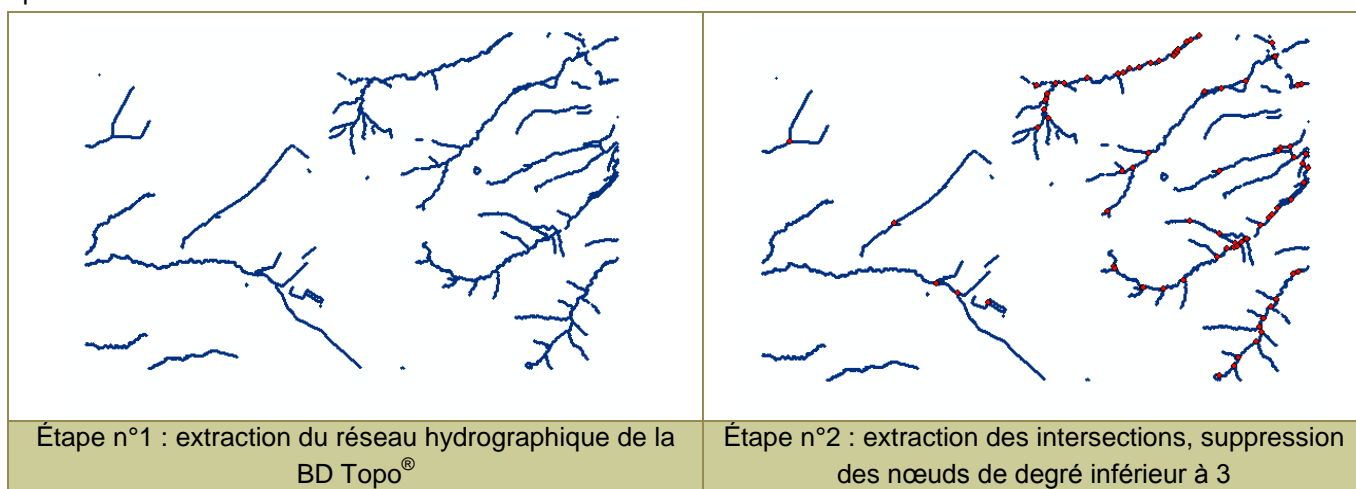 Étape n°1 : extraction du réseau hydrographique de la
BD Topo®
Étape n°2 : extraction des intersections, suppression
des nœuds de degré inférieur à 3